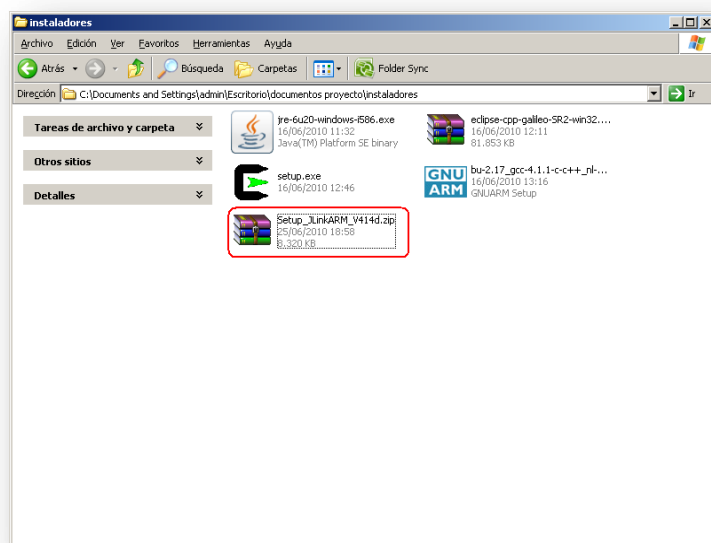 instaladores
Archivo Edición Ver Favoritos Herramientas Ayuda
Atrás Búsqueda Carpetas Folder Sync
Dirección C:\Documents and Settings\admin\Escritorio\documentos proyecto\instaladores Ir
Tareas de archivo y carpeta
Otros sitios
Detalles
jre-6u20-windows-i586.exe
16/06/2010 11:32
Java(TM) Platform SE binary
eclipse-cpp-galileo-SR2-win32....
16/06/2010 12:11
81.853 KB
setup.exe
16/06/2010 12:46
GNU
ARM
bu-2.17_gcc-4.1.1-c-c++_nl-...
16/06/2010 13:16
GNUARM Setup
Setup_JLinkARM_V414d.zip
25/06/2010 18:58
8.320 KB